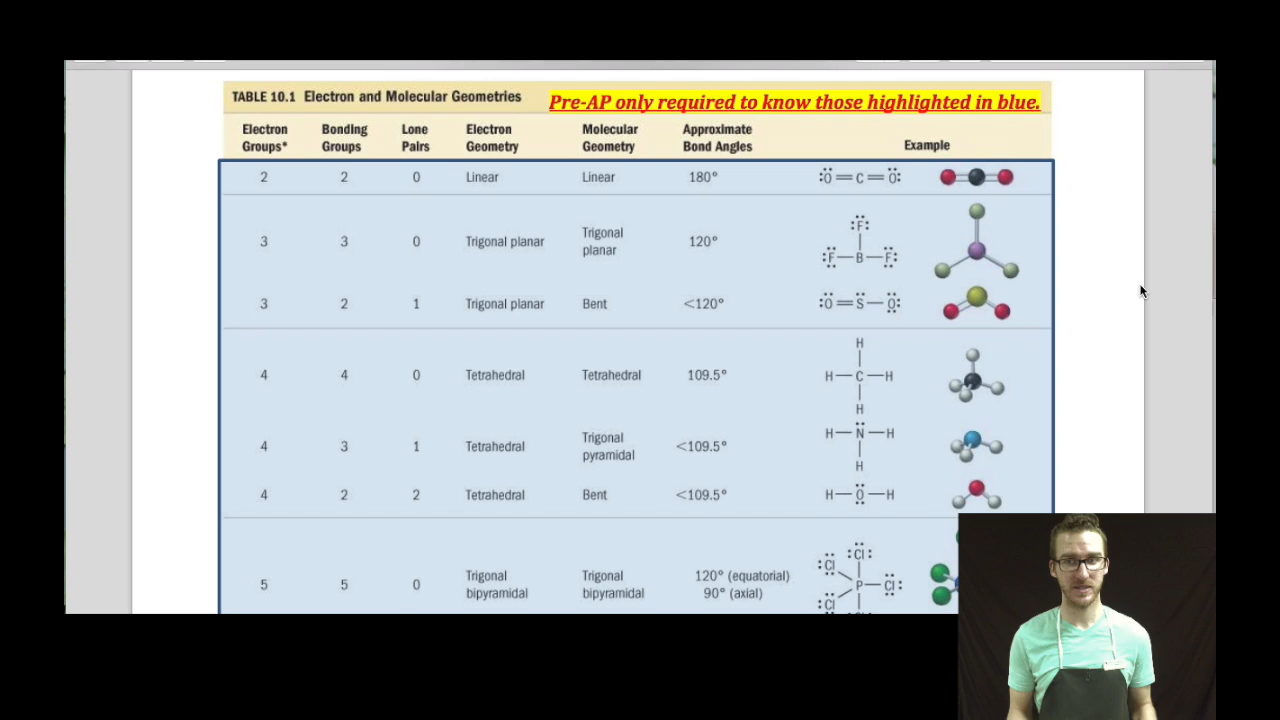 TABLE 10.1 Electron and Molecular Geometries
Pre-AP only required to know those highlighted in blue.
Electron Groups* Bonding Groups Lone Pairs Electron Geometry Molecular Geometry Approximate Bond Angles Example
2 2 0 Linear Linear 180° :Ö=C=Ö:
3 3 0 Trigonal planar Trigonal planar 120° :F: :F—B—F:
3 2 1 Trigonal planar Bent <120° :Ö=S̈—Ö:
4 4 0 Tetrahedral Tetrahedral 109.5° H H—C—H H
4 3 1 Tetrahedral Trigonal pyramidal <109.5° H—N̈—H H
4 2 2 Tetrahedral Bent <109.5° H—Ö—H
5 5 0 Trigonal bipyramidal Trigonal bipyramidal 120° (equatorial) 90° (axial) :Cl: :Cl P—Cl: :Cl